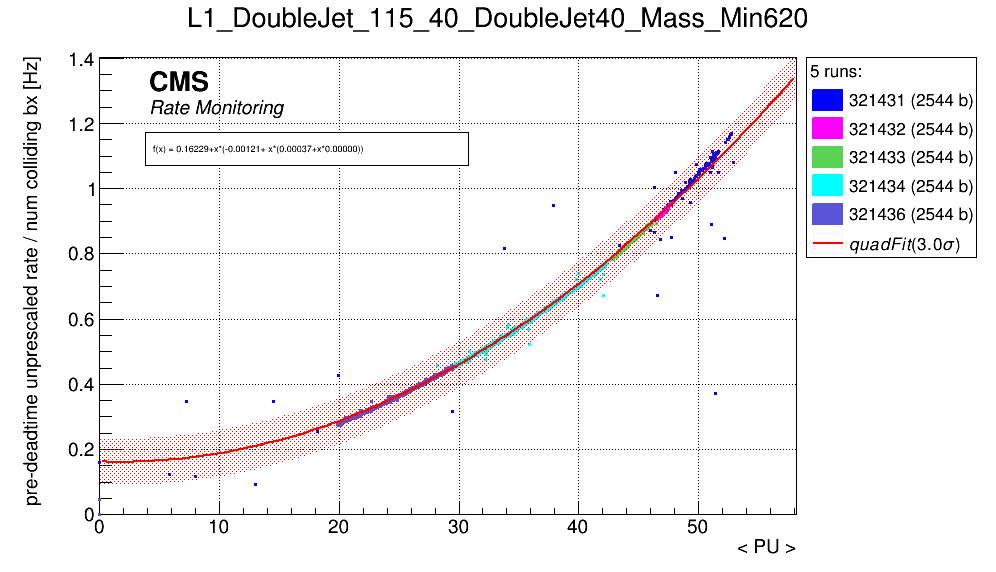 L1_DoubleJet_115_40_DoubleJet40_Mass_Min620
pre-deadtime unprescaled rate / num colliding bx [Hz]
1.4
1.2
1
0.8
0.6
0.4
0.2
0
CMS
Rate Monitoring
f(x) = 0.16229+x*(-0.00121+ x*(0.00037+x*0.00000))
0 10 20 30 40 50
< PU >
5 runs:
321431 (2544 b)
321432 (2544 b)
321433 (2544 b)
321434 (2544 b)
321436 (2544 b)
quadFit(3.0σ)